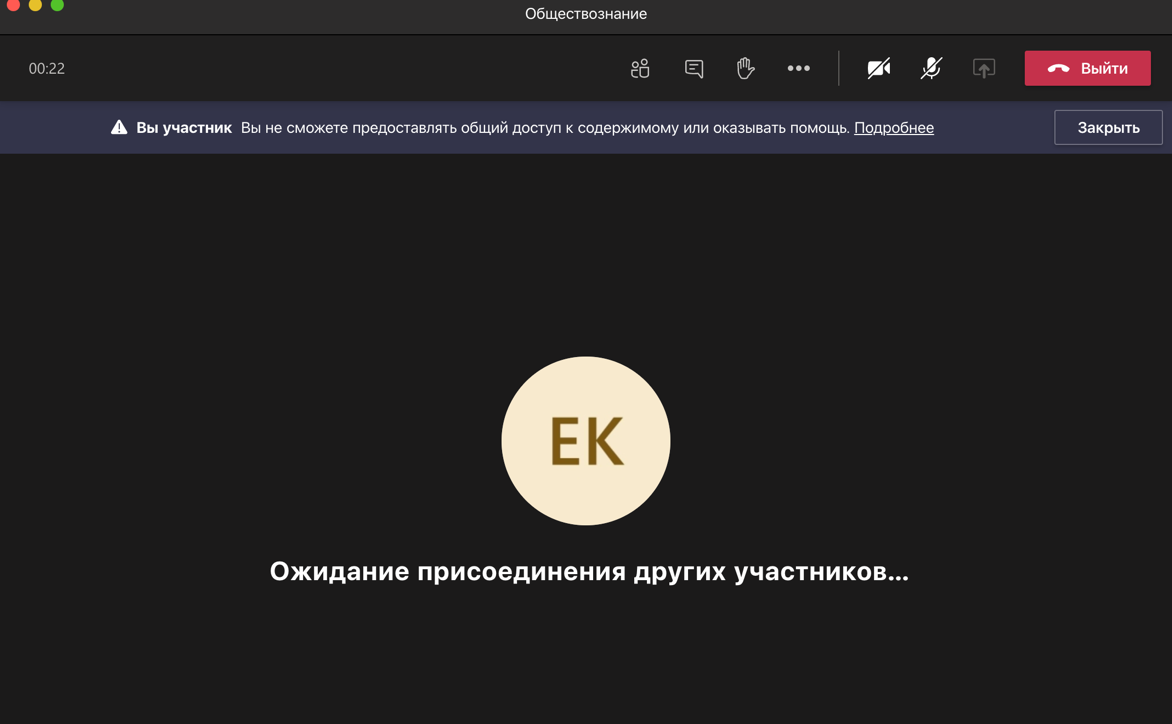 Обществознание
00:22
Выйти
Вы участник Вы не сможете предоставлять общий доступ к содержимому или оказывать помощь. Подробнее
Закрыть
ЕК
Ожидание присоединения других участников...